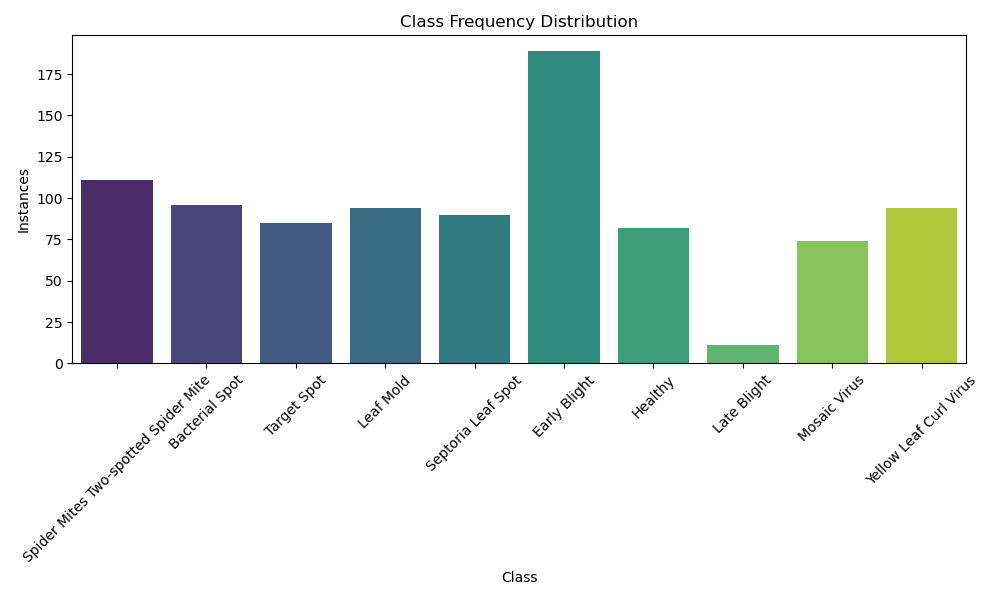 Class Frequency Distribution
Instances
175
150
125
100
75
50
25
0
Spider Mites Two-spotted Spider Mite
Bacterial Spot
Target Spot
Leaf Mold
Septoria Leaf Spot
Early Blight
Healthy
Late Blight
Mosaic Virus
Yellow Leaf Curl Virus
Class